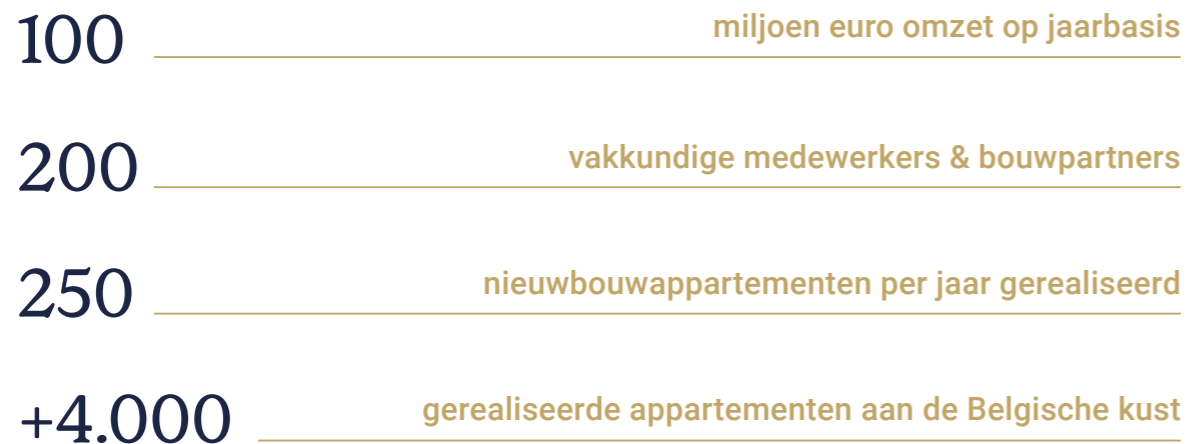 100 miljoen euro omzet op jaarbasis
200 vakkundige medewerkers & bouwpartners
250 nieuwbouwappartementen per jaar gerealiseerd
+4.000 gerealiseerde appartementen aan de Belgische kust